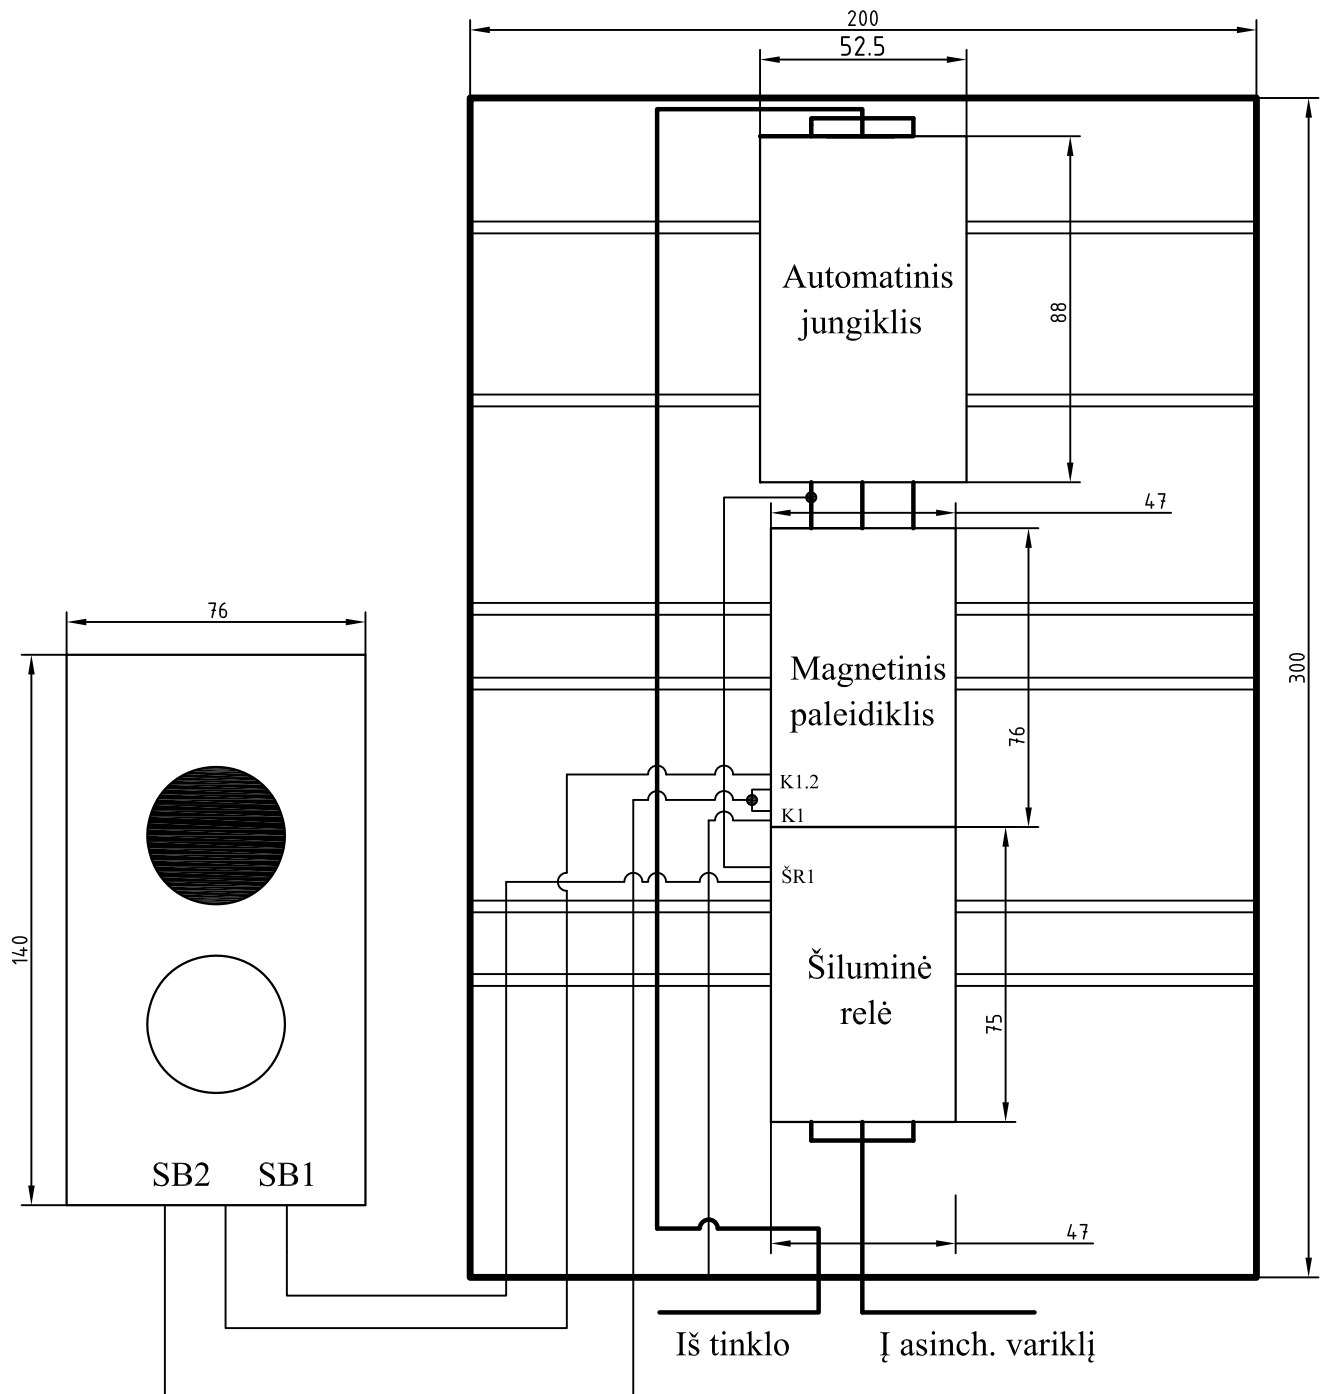 200
52.5
Automatinis
jungiklis
88
47
76
Magnetinis
paleidiklis
76
300
K1.2
K1
ŠR1
140
Šiluminė
relė
75
SB2 SB1
47
Iš tinklo
Į asinch. variklį